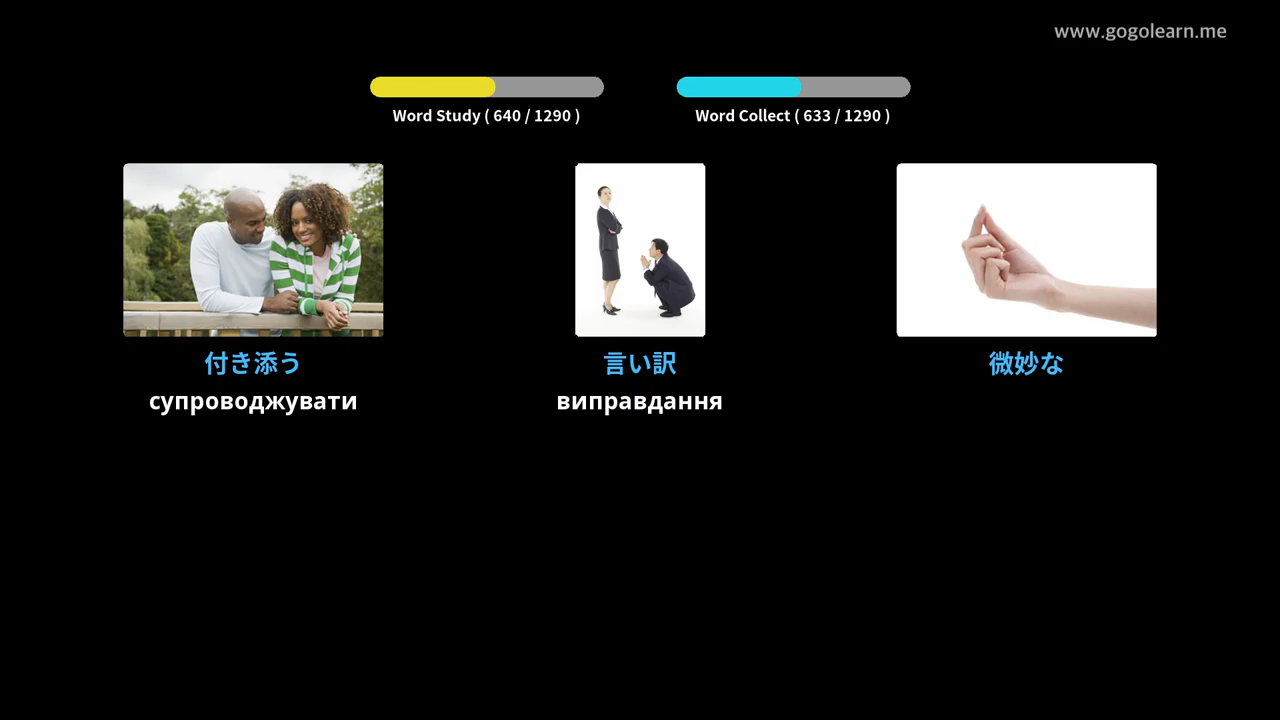 www.gogolearn.me
Word Study ( 640 / 1290 )
Word Collect ( 633 / 1290 )
付き添う
言い訳
微妙な
супроводжувати
виправдання